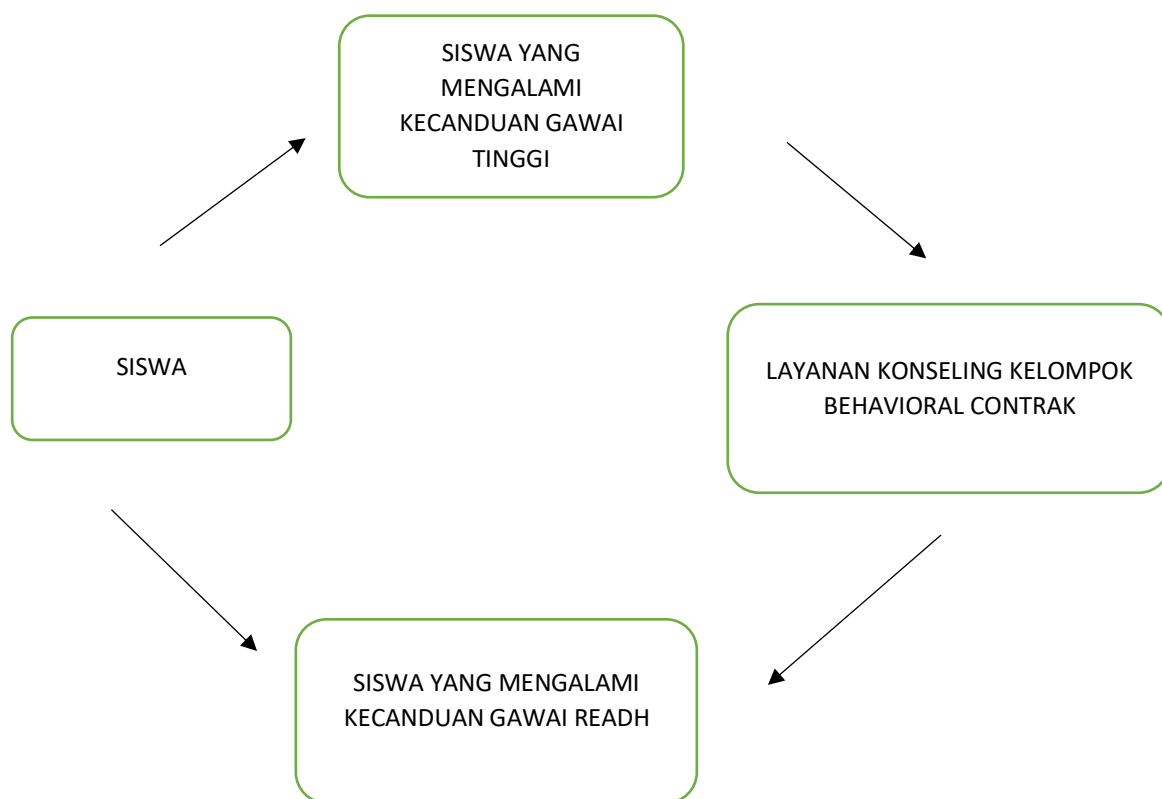 SISWA YANG
MENGALAMI
KECANDUAN GAWAI
TINGGI
SISWA
LAYANAN KONSELING KELOMPOK
BEHAVIORAL CONTRAK
SISWA YANG MENGALAMI
KECANDUAN GAWAI READH